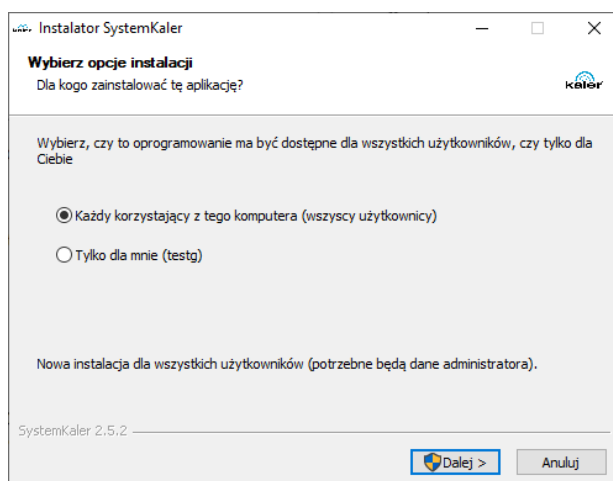 Instalator SystemKaler
Wybierz opcje instalacji
Dla kogo zainstalować tę aplikację?
kaler
Wybierz, czy to oprogramowanie ma być dostępne dla wszystkich użytkowników, czy tylko dla
Ciebie
Każdy korzystający z tego komputera (wszyscy użytkownicy)
Tylko dla mnie (testg)
Nowa instalacja dla wszystkich użytkowników (potrzebne będą dane administratora).
SystemKaler 2.5.2
Dalej >
Anuluj